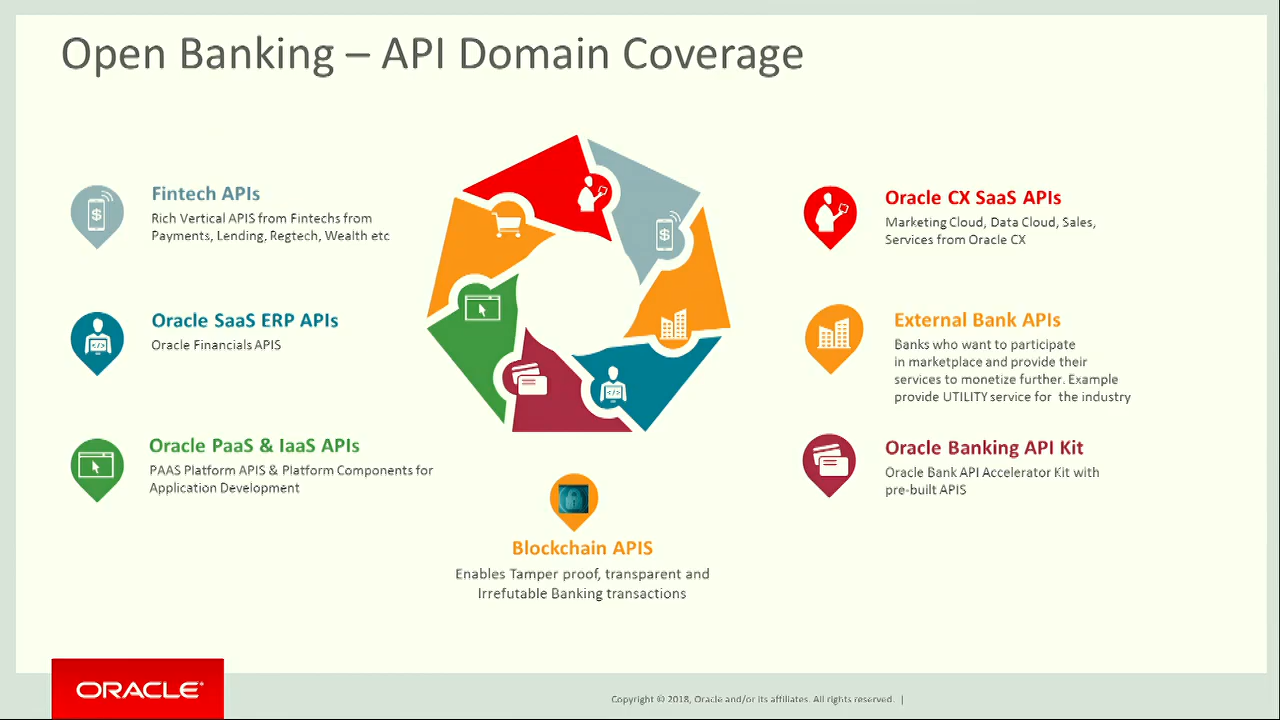 Open Banking – API Domain Coverage
Fintech APIs
Rich Vertical APIS from Fintechs from
Payments, Lending, Regtech, Wealth etc
Oracle SaaS ERP APIs
Oracle Financials APIS
Oracle PaaS & IaaS APIs
PAAS Platform APIS & Platform Components for
Application Development
$
</>
$
</>
Blockchain APIS
Enables Tamper proof, transparent and
Irrefutable Banking transactions
Oracle CX SaaS APIs
Marketing Cloud, Data Cloud, Sales,
Services from Oracle CX
External Bank APIs
Banks who want to participate
in marketplace and provide their
services to monetize further. Example
provide UTILITY service for the industry
Oracle Banking API Kit
Oracle Bank API Accelerator Kit with
pre-built APIS
ORACLE®
Copyright © 2018, Oracle and/or its affiliates. All rights reserved. |